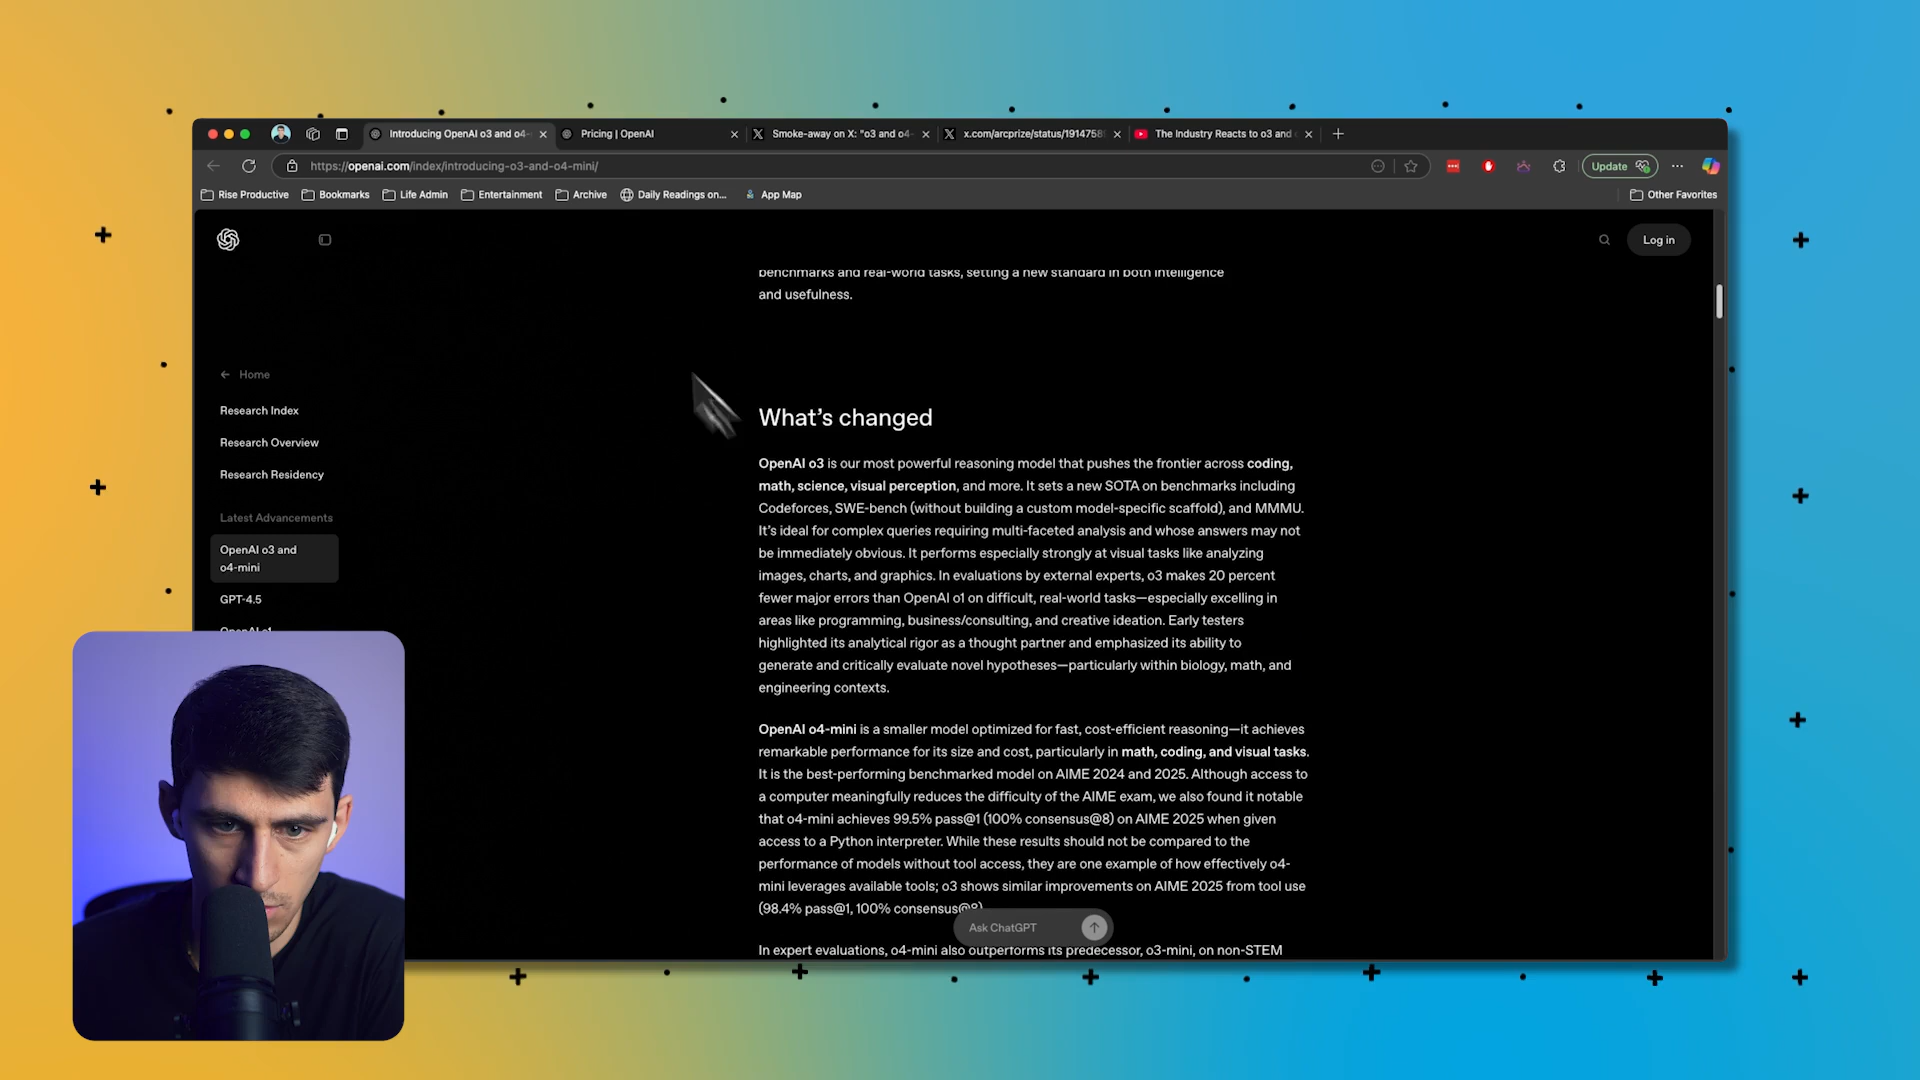 Introducing OpenAI o3 and o4-
Pricing | OpenAI
Smoke-away on X: "o3 and o4-
x.com/arcprize/status/19147585
The Industry Reacts to o3 and
https://openai.com/index/introducing-o3-and-o4-mini/
Update
Rise Productive
Bookmarks
Life Admin
Entertainment
Archive
Daily Readings on...
App Map
Other Favorites
Log in
benchmarks and real-world tasks, setting a new standard in both intelligence
and usefulness.
Home
Research Index
Research Overview
Research Residency
Latest Advancements
OpenAI o3 and
o4-mini
GPT-4.5
OpenAI o1
What's changed
OpenAI o3 is our most powerful reasoning model that pushes the frontier across coding,
math, science, visual perception, and more. It sets a new SOTA on benchmarks including
Codeforces, SWE-bench (without building a custom model-specific scaffold), and MMMU.
It's ideal for complex queries requiring multi-faceted analysis and whose answers may not
be immediately obvious. It performs especially strongly at visual tasks like analyzing
images, charts, and graphics. In evaluations by external experts, o3 makes 20 percent
fewer major errors than OpenAI o1 on difficult, real-world tasks—especially excelling in
areas like programming, business/consulting, and creative ideation. Early testers
highlighted its analytical rigor as a thought partner and emphasized its ability to
generate and critically evaluate novel hypotheses—particularly within biology, math, and
engineering contexts.
OpenAI o4-mini is a smaller model optimized for fast, cost-efficient reasoning—it achieves
remarkable performance for its size and cost, particularly in math, coding, and visual tasks.
It is the best-performing benchmarked model on AIME 2024 and 2025. Although access to
a computer meaningfully reduces the difficulty of the AIME exam, we also found it notable
that o4-mini achieves 99.5% pass@1 (100% consensus@8) on AIME 2025 when given
access to a Python interpreter. While these results should not be compared to the
performance of models without tool access, they are one example of how effectively o4-
mini leverages available tools; o3 shows similar improvements on AIME 2025 from tool use
(98.4% pass@1, 100% consensus@8).
Ask ChatGPT
In expert evaluations, o4-mini also outperforms its predecessor, o3-mini, on non-STEM